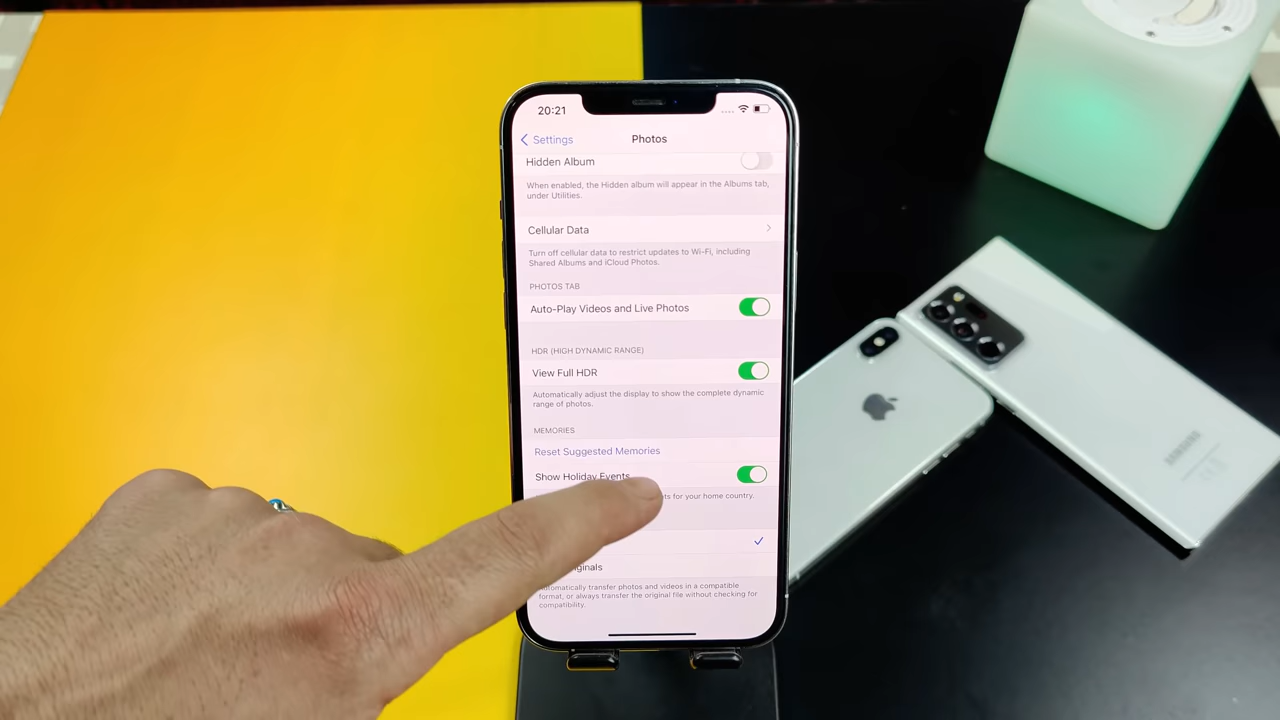 20:21
Settings
Photos
Hidden Album
When enabled, the Hidden album will appear in the Albums tab,
under Utilities.
Cellular Data
Turn off cellular data to restrict updates to Wi-Fi, including
Shared Albums and iCloud Photos.
PHOTOS TAB
Auto-Play Videos and Live Photos
HDR (HIGH DYNAMIC RANGE)
View Full HDR
Automatically adjust the display to show the complete dynamic
range of photos.
MEMORIES
Reset Suggested Memories
Show Holiday Events
for your home country.
transfer photos and videos in a compatible
format, or always transfer the original file without checking for
compatibility.
SAMSUNG